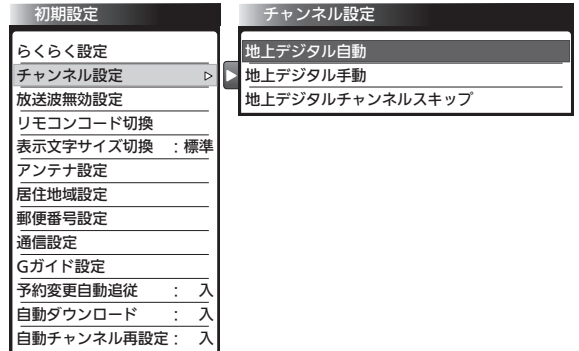 初期設定
らくらく設定
チャンネル設定
放送波無効設定
リモコンコード切換
表示文字サイズ切換 ：標準
アンテナ設定
居住地域設定
郵便番号設定
通信設定
Gガイド設定
予約変更自動追従 ： 入
自動ダウンロード ： 入
自動チャンネル再設定： 入
チャンネル設定
地上デジタル自動
地上デジタル手動
地上デジタルチャンネルスキップ